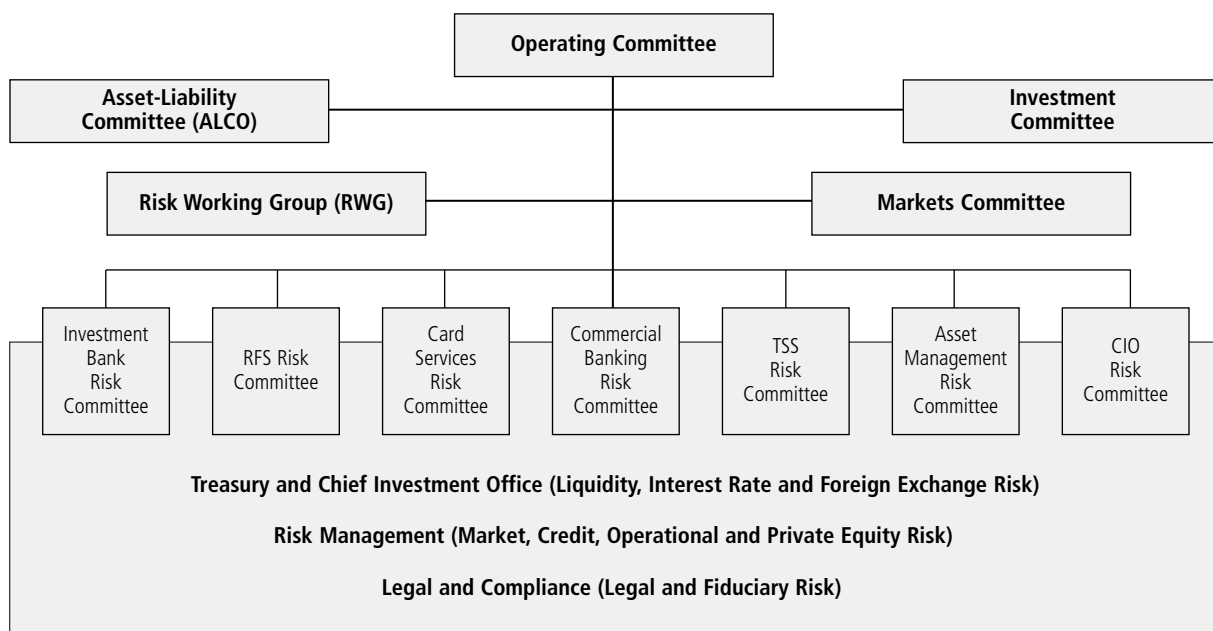 Operating Committee
Asset-Liability
Committee (ALCO)
Investment
Committee
Risk Working Group (RWG)
Markets Committee
Investment
Bank
Risk
Committee
RFS Risk
Committee
Card
Services
Risk
Committee
Commercial
Banking
Risk
Committee
TSS
Risk
Committee
Asset
Management
Risk
Committee
CIO
Risk
Committee
Treasury and Chief Investment Office (Liquidity, Interest Rate and Foreign Exchange Risk)
Risk Management (Market, Credit, Operational and Private Equity Risk)
Legal and Compliance (Legal and Fiduciary Risk)